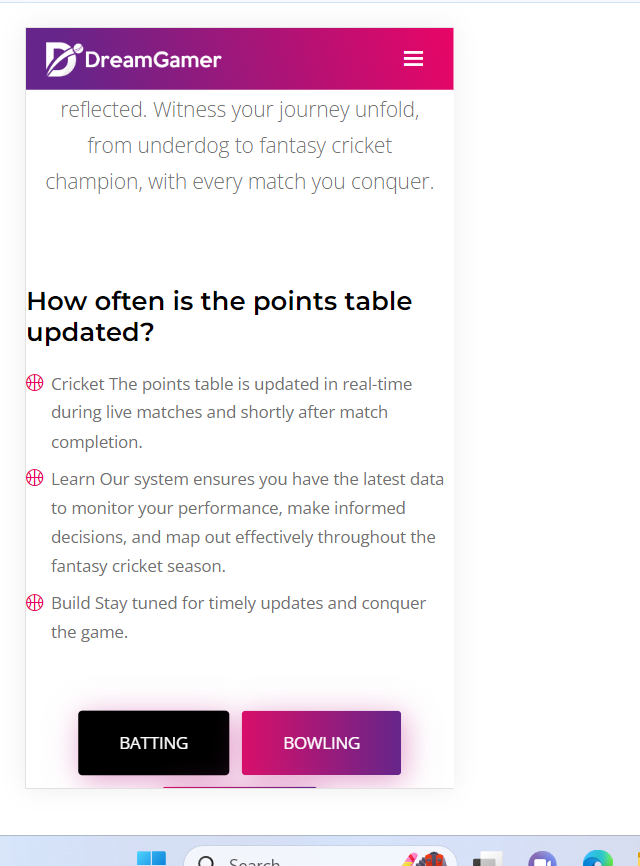 DreamGamer
reflected. Witness your journey unfold,
from underdog to fantasy cricket
champion, with every match you conquer.
How often is the points table
updated?
Cricket The points table is updated in real-time
during live matches and shortly after match
completion.
Learn Our system ensures you have the latest data
to monitor your performance, make informed
decisions, and map out effectively throughout the
fantasy cricket season.
Build Stay tuned for timely updates and conquer
the game.
BATTING
BOWLING
Search